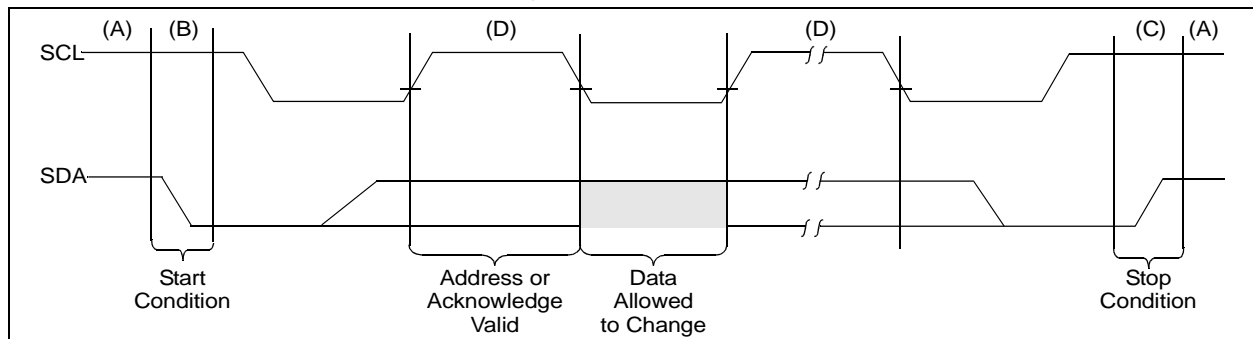 (A) (B) (D) (D) (C) (A)
SCL
SDA
Start
Condition
Address or
Acknowledge
Valid
Data
Allowed
to Change
Stop
Condition